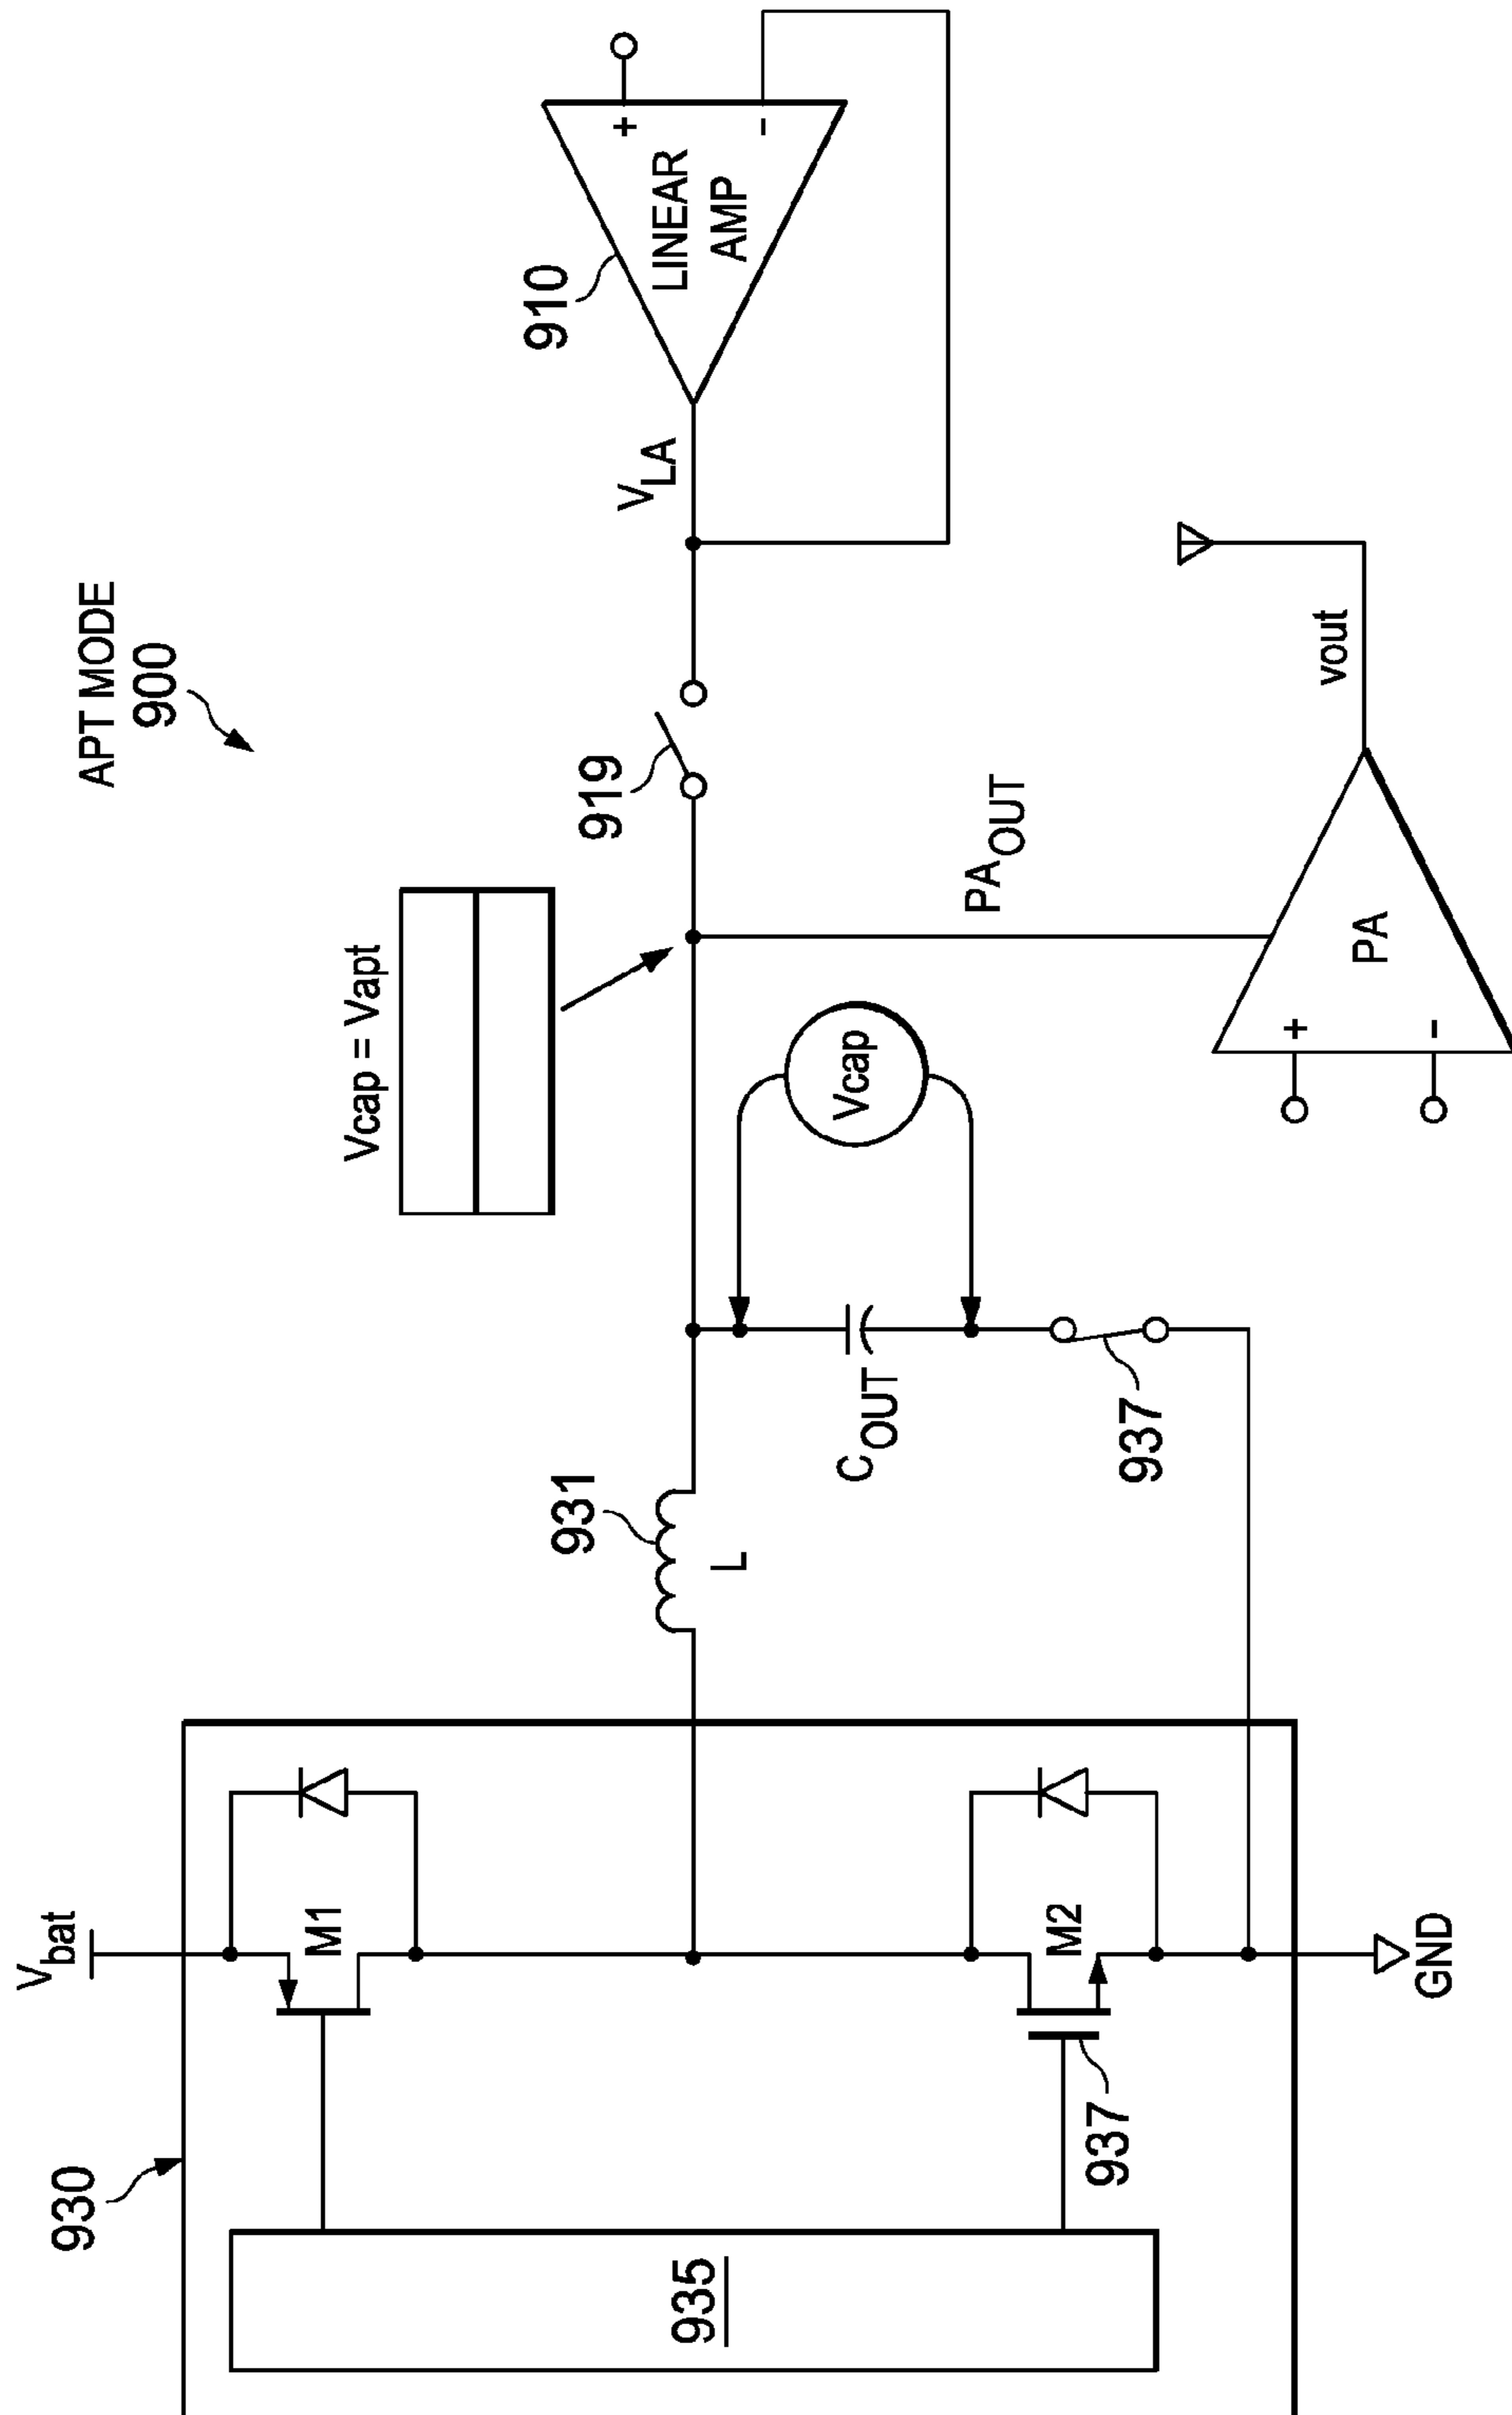 APT MODE
900
930
935
Vbat
M1
M2
937
GND
931
L
COUT
937
Vcap
Vcap = Vapt
919
PAOUT
PA
+
-
vout
VLA
910
LINEAR
AMP
+
-